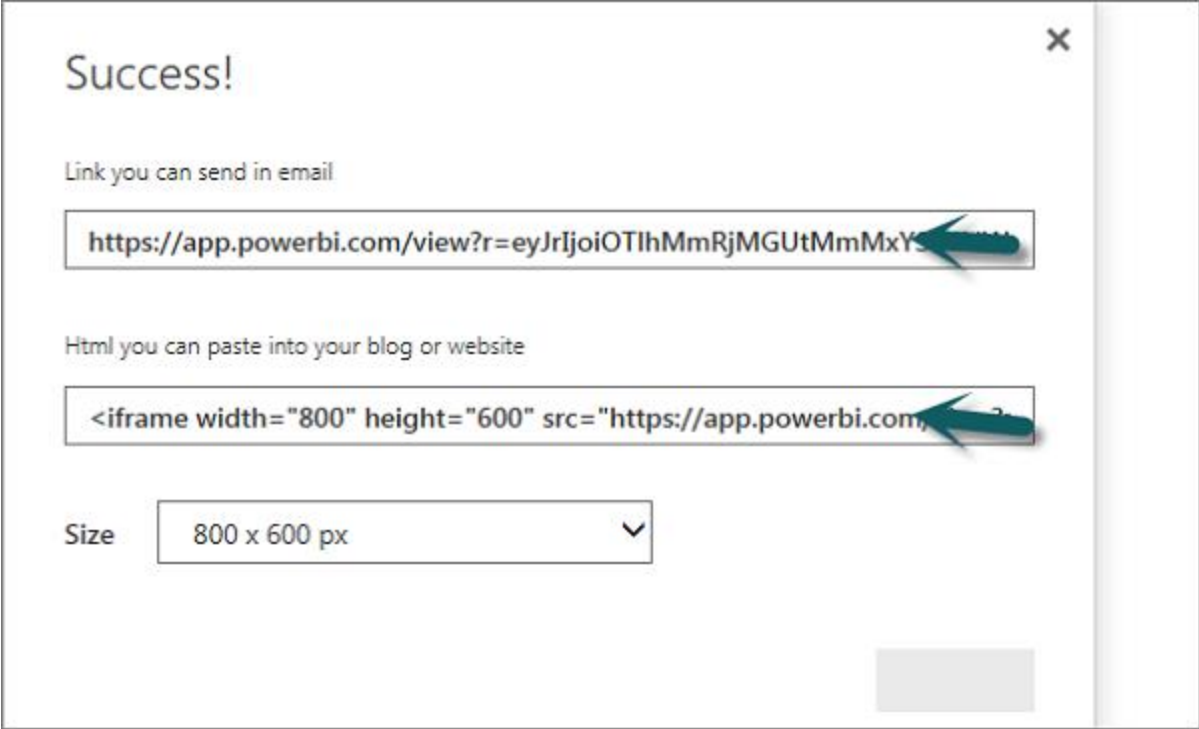 Success!
Link you can send in email
https://app.powerbi.com/view?r=eyJrIjoiOTlhMmRjMGUtMmMxY
Html you can paste into your blog or website
<iframe width="800" height="600" src="https://app.powerbi.com/
Size
800 x 600 px